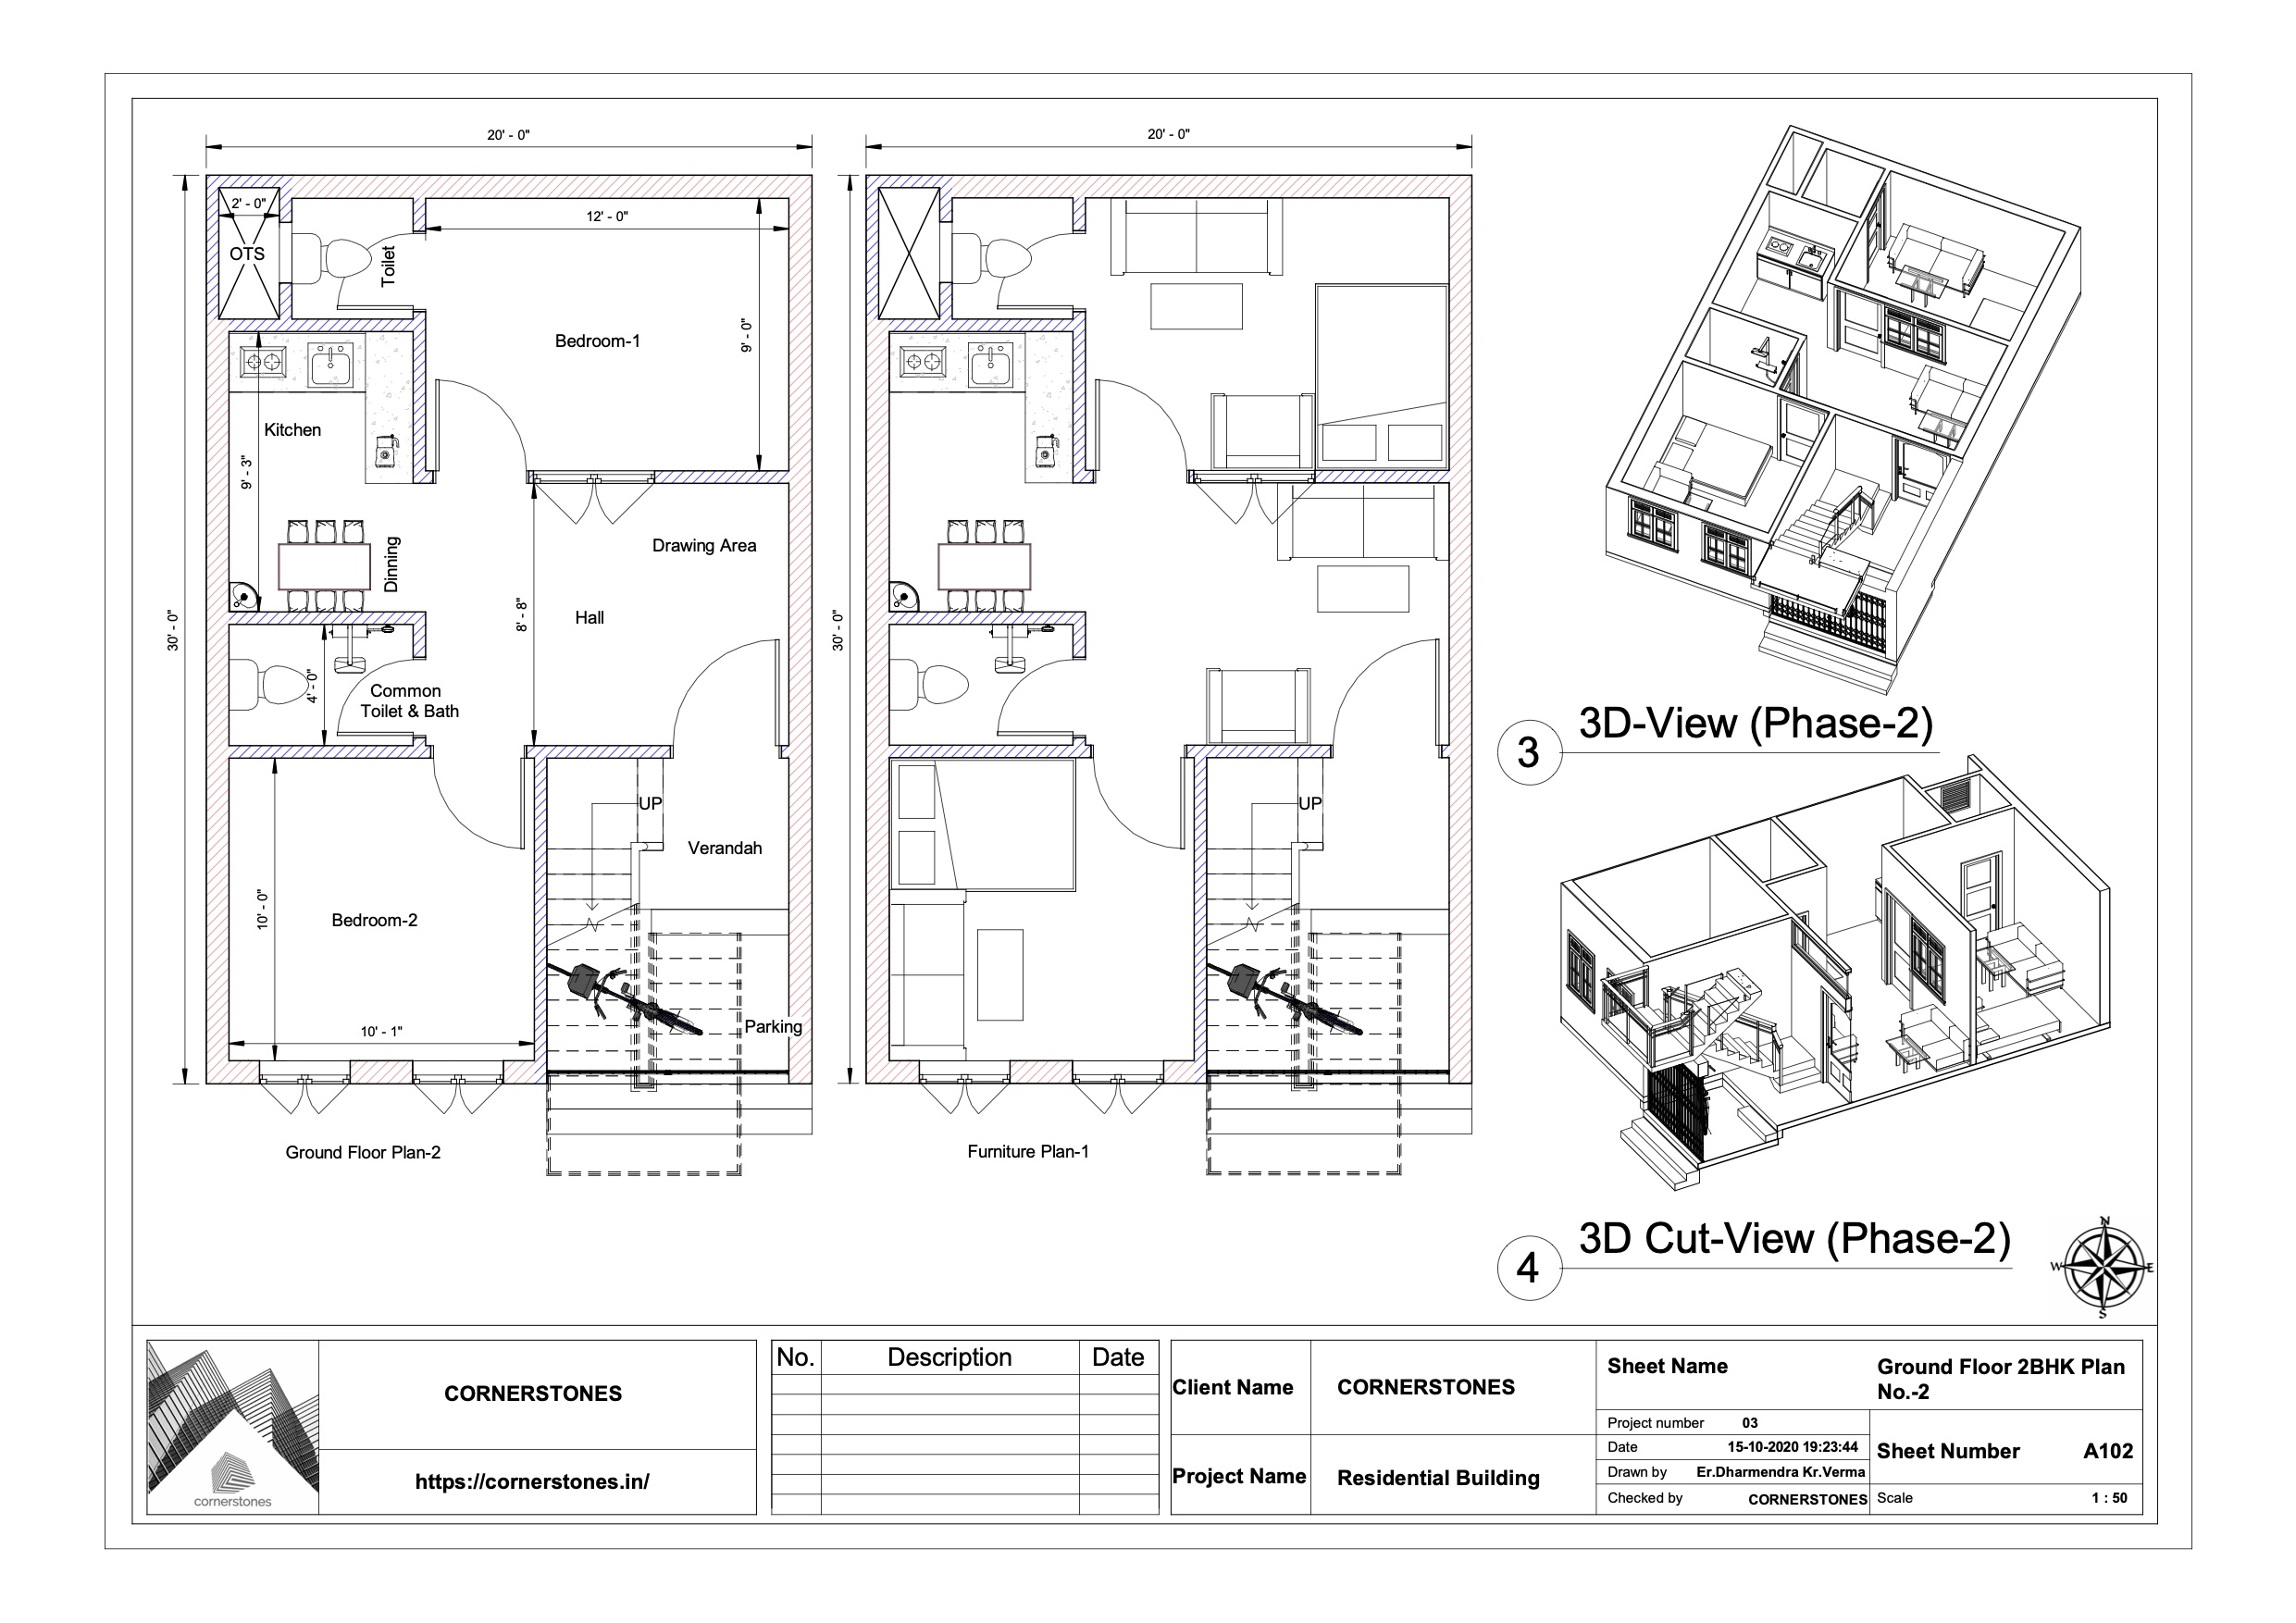 20' - 0"
20' - 0"
2' - 0"
OTS
Toilet
12' - 0"
9' - 0"
Bedroom-1
Kitchen
9' - 3"
Dinning
Drawing Area
Hall
8' - 8"
30' - 0"
30' - 0"
4' - 0"
Common
Toilet & Bath
UP
UP
Verandah
10' - 0"
Bedroom-2
10' - 1"
Parking
Ground Floor Plan-2
Furniture Plan-1
3
3D-View (Phase-2)
4
3D Cut-View (Phase-2)
N
W
E
S
cornerstones
CORNERSTONES
https://cornerstones.in/
No. Description Date
Client Name CORNERSTONES
Project Name Residential Building
Sheet Name Ground Floor 2BHK Plan
No.-2
Project number 03
Date 15-10-2020 19:23:44
Drawn by Er.Dharmendra Kr.Verma
Checked by CORNERSTONES
Sheet Number A102
Scale 1 : 50